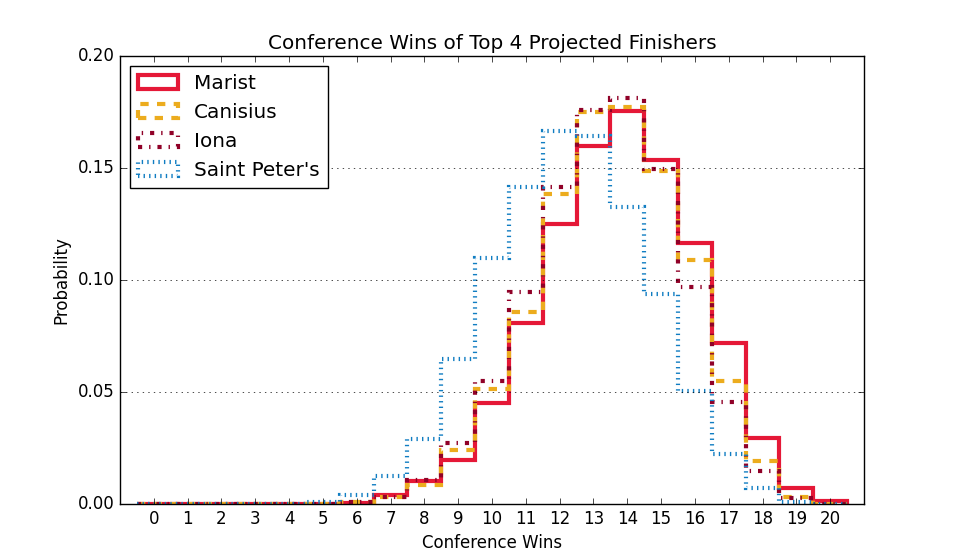 Conference Wins of Top 4 Projected Finishers
Marist
Canisius
Iona
Saint Peter's
0.20
0.15
0.10
0.05
0.00
Probability
0 1 2 3 4 5 6 7 8 9 10 11 12 13 14 15 16 17 18 19 20
Conference Wins